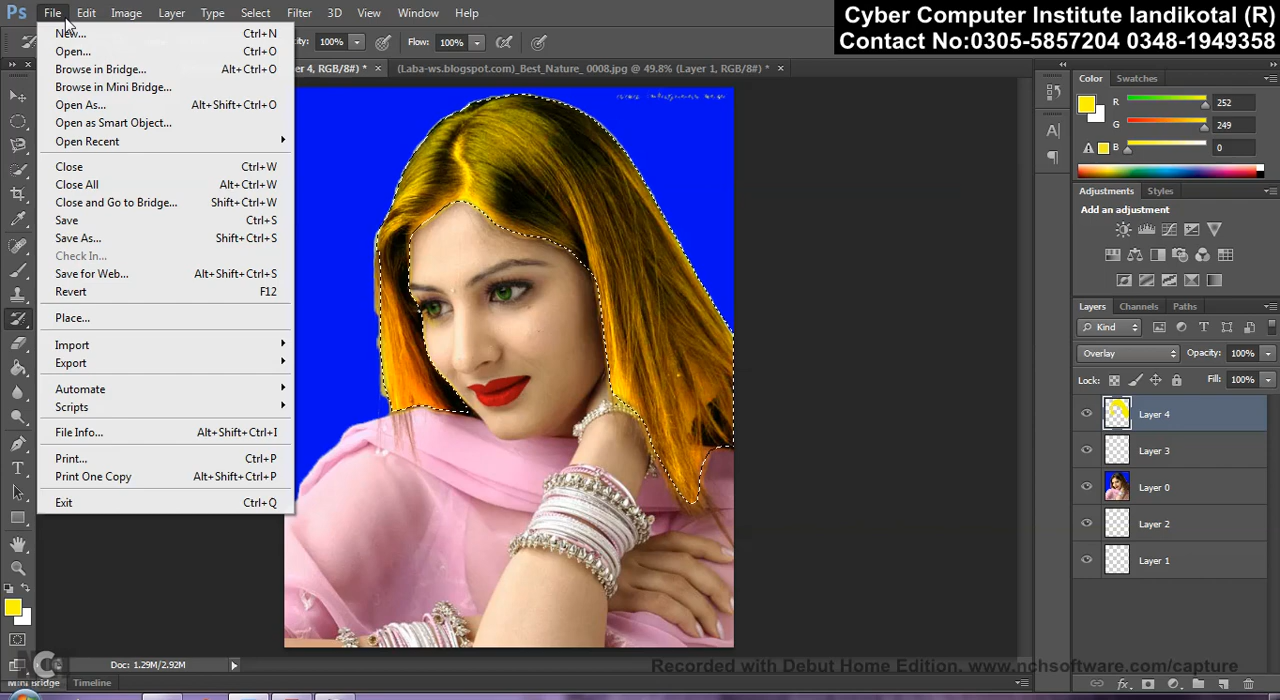 Ps File Edit Image Layer Type Select Filter 3D View Window Help
Cyber Computer Institute landikotal (R)
Contact No:0305-5857204 0348-1949358
100% Flow: 100%
er 4, RGB/8#) * × (Laba-ws.blogspot.com)_Best_Nature_ 0008.jpg @ 49.8% (Layer 1, RGB/8#) * ×
New... Ctrl+N
Open... Ctrl+O
Browse in Bridge... Alt+Ctrl+O
Browse in Mini Bridge...
Open As... Alt+Shift+Ctrl+O
Open as Smart Object...
Open Recent
Close Ctrl+W
Close All Alt+Ctrl+W
Close and Go to Bridge... Shift+Ctrl+W
Save Ctrl+S
Save As... Shift+Ctrl+S
Check In...
Save for Web... Alt+Shift+Ctrl+S
Revert F12
Place...
Import
Export
Automate
Scripts
File Info... Alt+Shift+Ctrl+I
Print... Ctrl+P
Print One Copy Alt+Shift+Ctrl+P
Exit Ctrl+Q
Color Swatches
R 252
G 249
B 0
Adjustments Styles
Add an adjustment
Layers Channels Paths
Kind
Overlay Opacity: 100%
Lock: Fill: 100%
Layer 4
Layer 3
Layer 0
Layer 2
Layer 1
Doc: 1.29M/2.92M
Recorded with Debut Home Edition. www.nchsoftware.com/capture
Mini Bridge Timeline